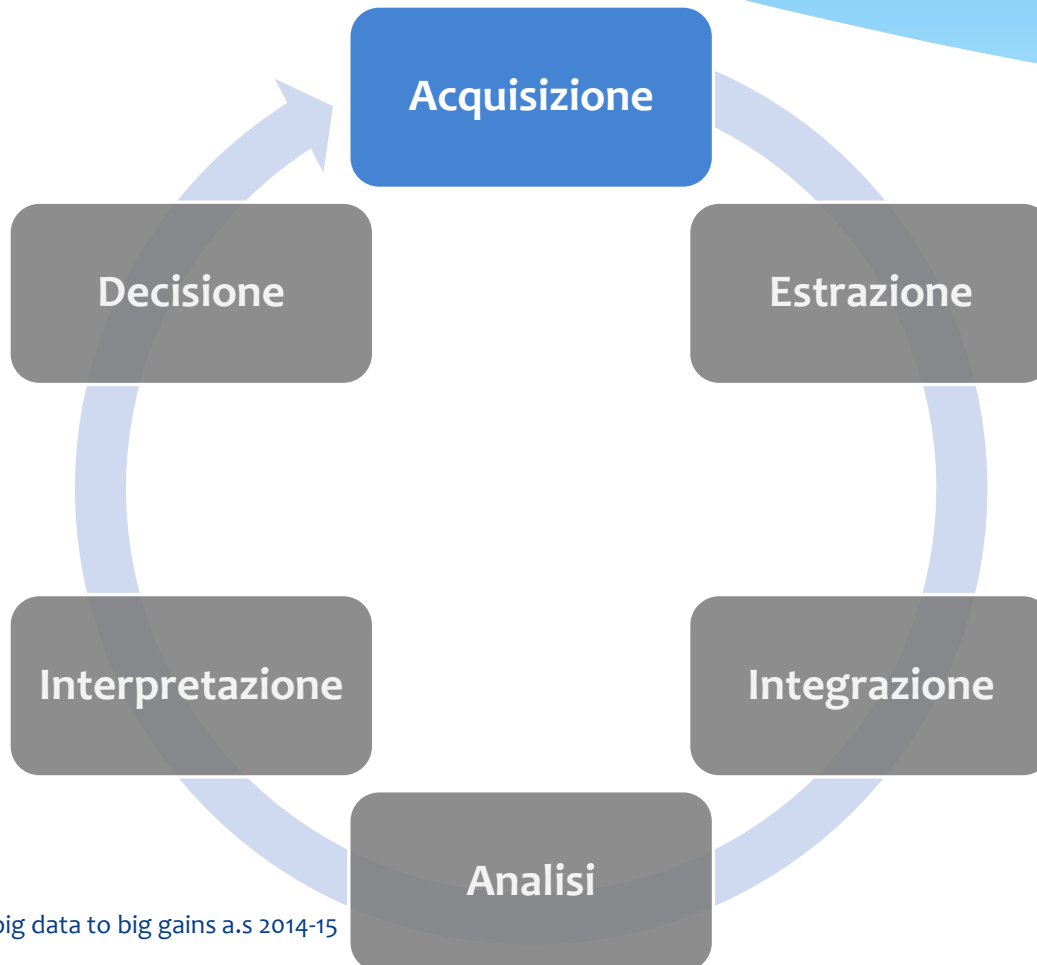 Acquisizione
Decisione
Estrazione
Interpretazione
Integrazione
Analisi
big data to big gains a.s 2014-15